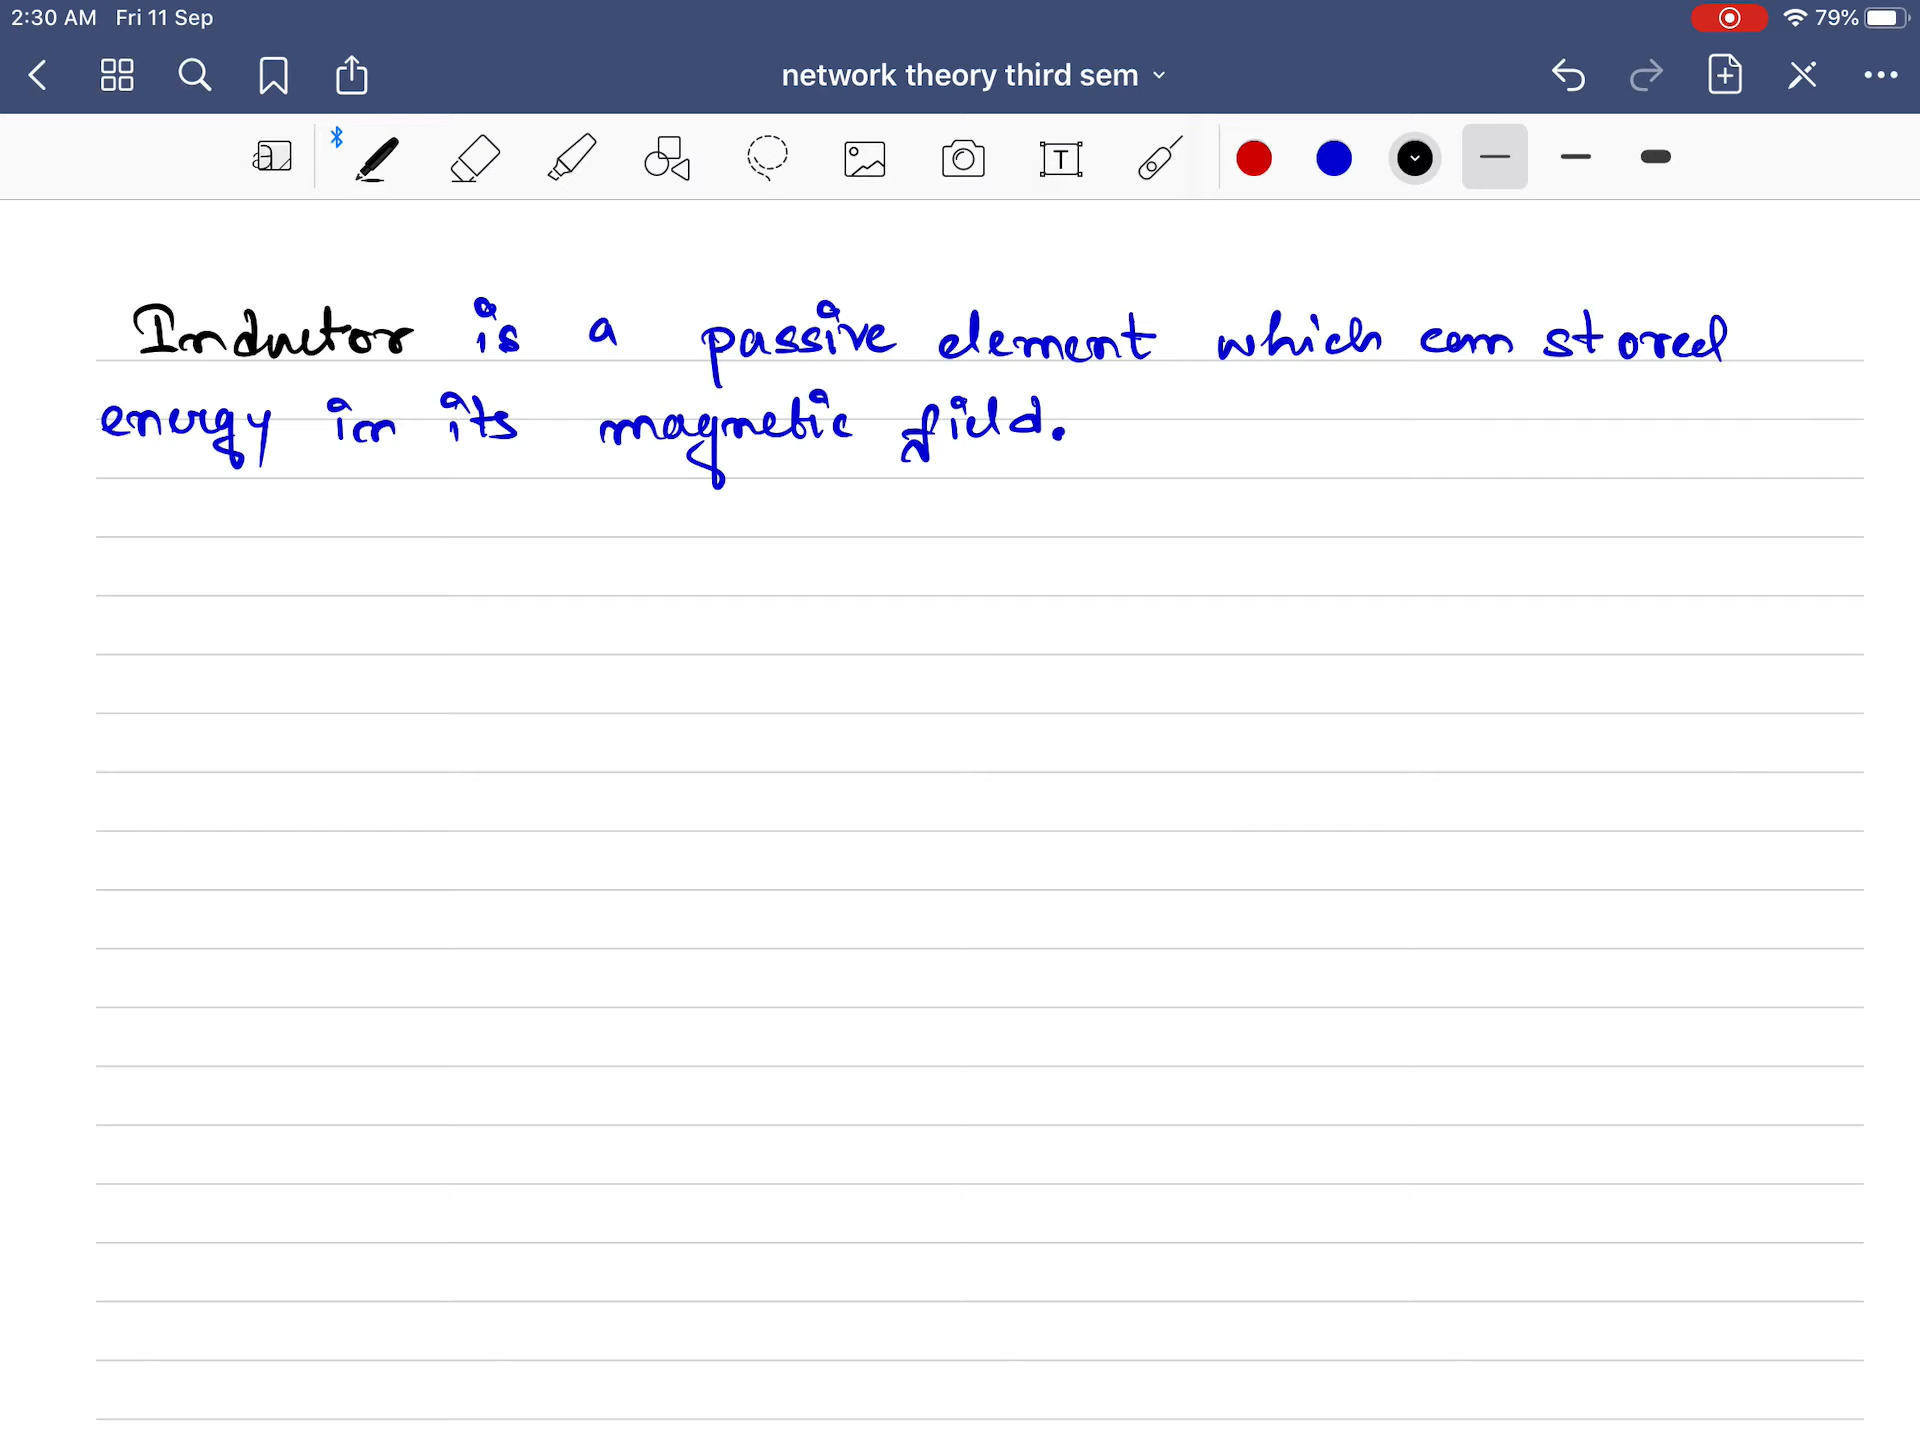 2:30 AM Fri 11 Sep 79%
network theory third sem
T
Inductor is a passive element which can stored
energy in its magnetic field.